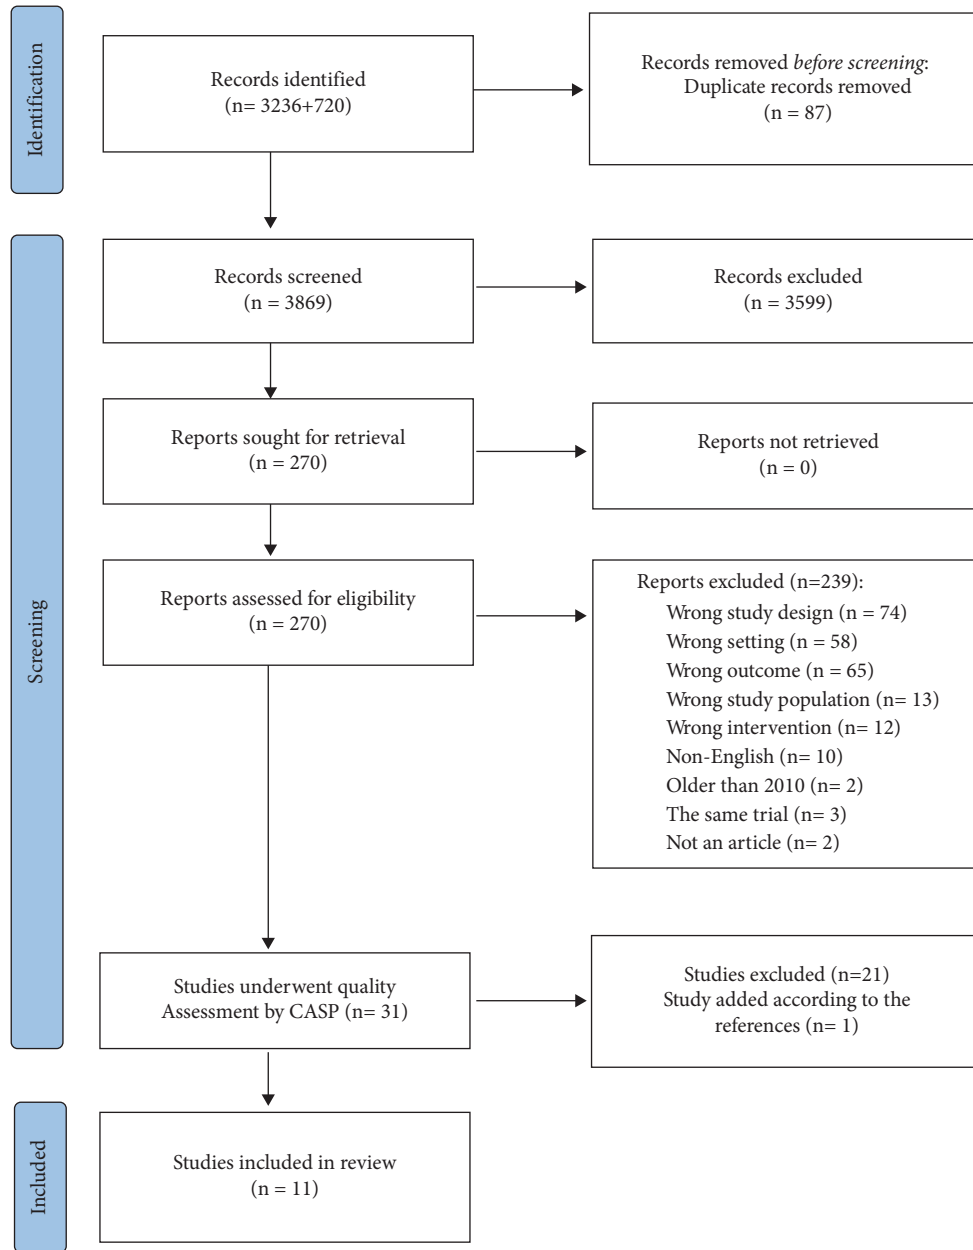 Identification
Records identified
(n= 3236+720)
Records removed before screening:
Duplicate records removed
(n = 87)
Screening
Records screened
(n = 3869)
Records excluded
(n = 3599)
Reports sought for retrieval
(n = 270)
Reports not retrieved
(n = 0)
Reports assessed for eligibility
(n = 270)
Reports excluded (n=239):
Wrong study design (n = 74)
Wrong setting (n = 58)
Wrong outcome (n = 65)
Wrong study population (n= 13)
Wrong intervention (n= 12)
Non-English (n= 10)
Older than 2010 (n= 2)
The same trial (n= 3)
Not an article (n= 2)
Studies underwent quality
Assessment by CASP (n= 31)
Studies excluded (n=21)
Study added according to the
references (n= 1)
Included
Studies included in review
(n = 11)